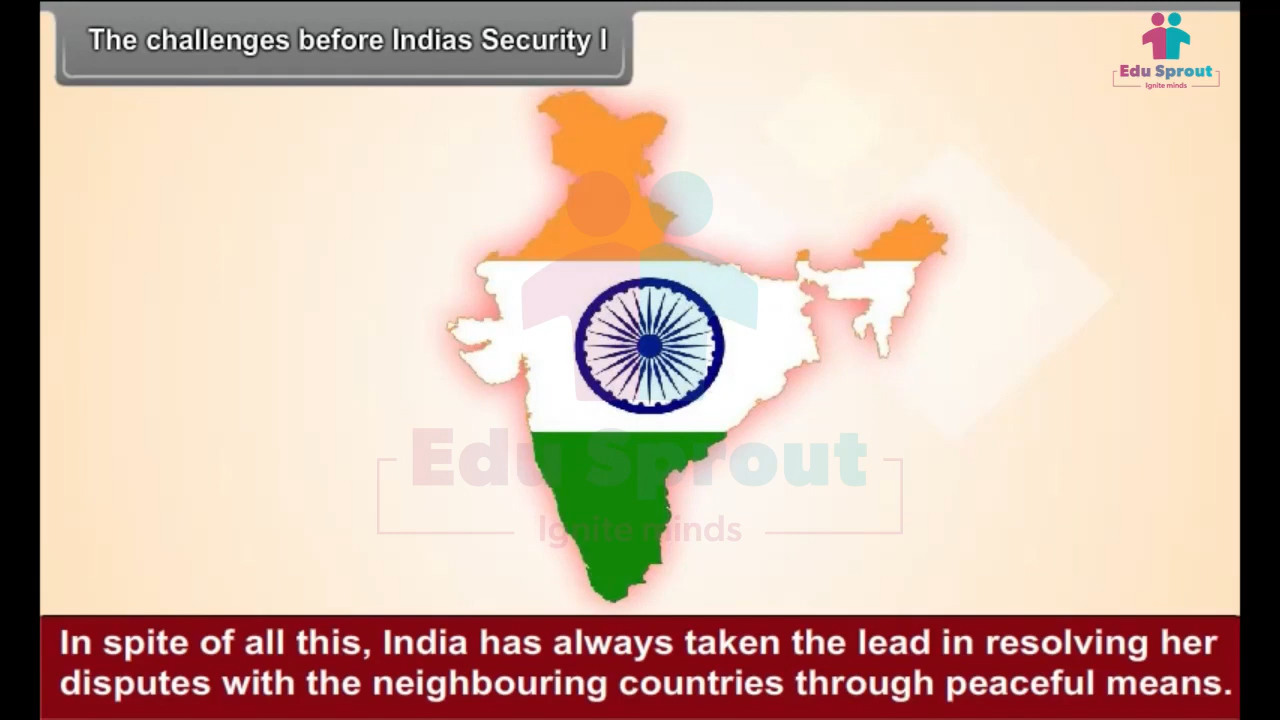 The challenges before Indias Security I
Edu Sprout
Ignite minds
Edu Sprout
Ignite minds
In spite of all this, India has always taken the lead in resolving her
disputes with the neighbouring countries through peaceful means.